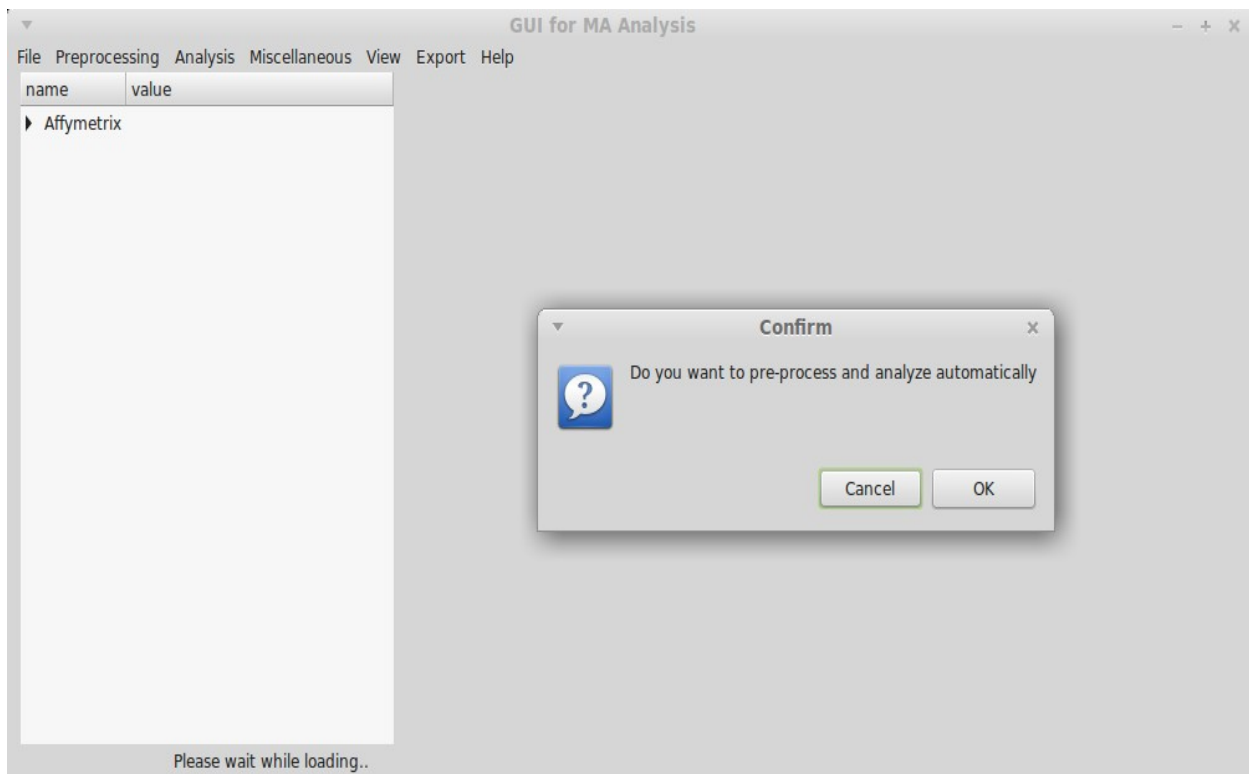 GUI for MA Analysis
File Preprocessing Analysis Miscellaneous View Export Help
name value
Affymetrix
Confirm
Do you want to pre-process and analyze automatically
Cancel OK
Please wait while loading..